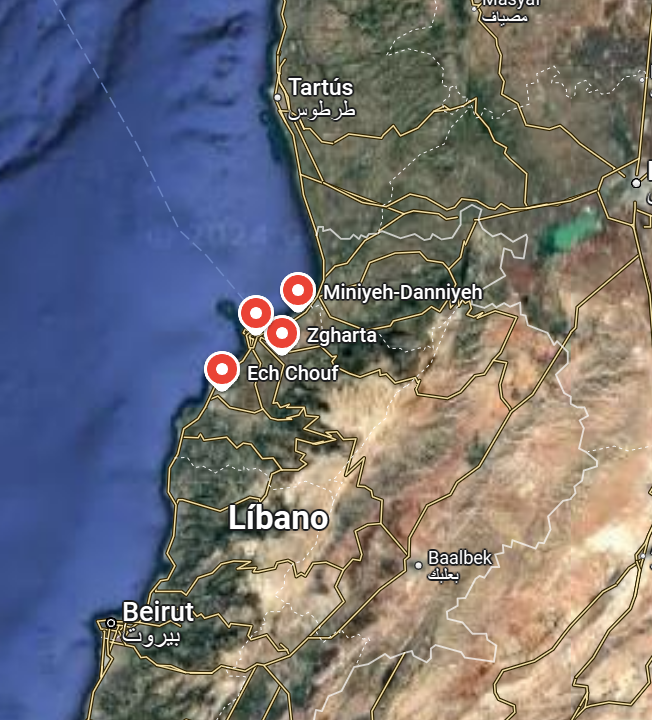 Masyaf
مصياف
Tartús
طرطوس
Miniyeh-Danniyeh
Zgharta
Ech Chouf
Líbano
Baalbek
بعلبك
Beirut
بيروت